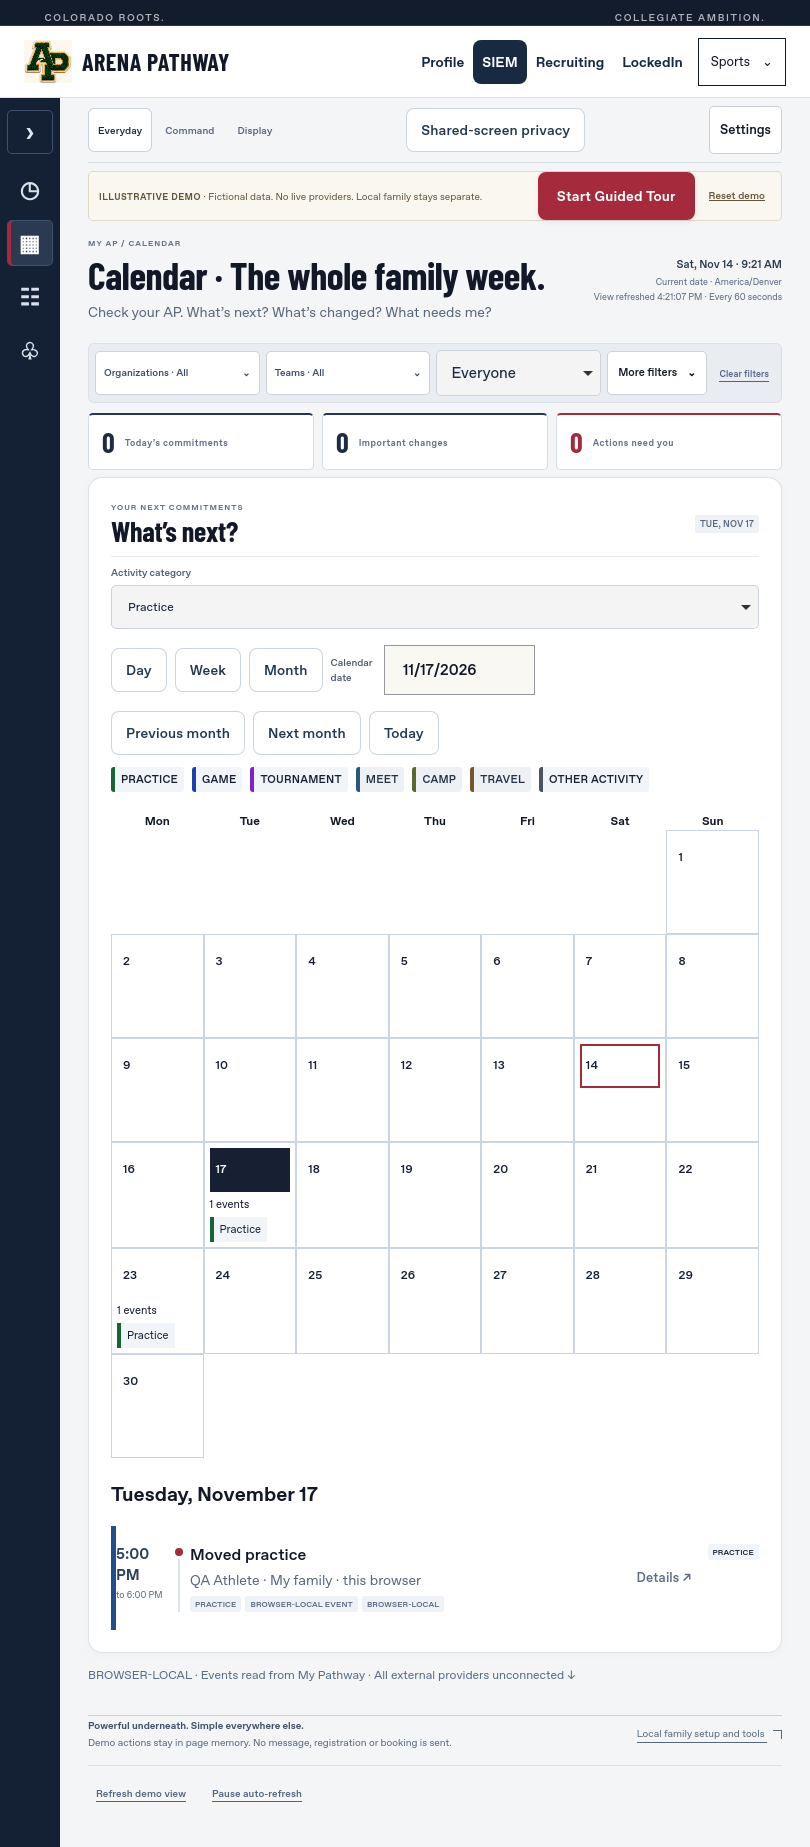 COLORADO ROOTS. COLLEGIATE AMBITION.
AP ARENA PATHWAY Profile SIEM Recruiting LockedIn Sports
Everyday Command Display Shared-screen privacy Settings
ILLUSTRATIVE DEMO · Fictional data. No live providers. Local family stays separate. Start Guided Tour Reset demo
MY AP / CALENDAR
Calendar · The whole family week.
Check your AP. What’s next? What’s changed? What needs me?
Sat, Nov 14 · 9:21 AM
Current date · America/Denver
View refreshed 4:21:07 PM · Every 60 seconds
Organizations · All Teams · All Everyone More filters Clear filters
0 Today’s commitments 0 Important changes 0 Actions need you
YOUR NEXT COMMITMENTS
What’s next? TUE, NOV 17
Activity category
Practice
Day Week Month Calendar date 11/17/2026
Previous month Next month Today
PRACTICE GAME TOURNAMENT MEET CAMP TRAVEL OTHER ACTIVITY
Mon Tue Wed Thu Fri Sat Sun
1
2 3 4 5 6 7 8
9 10 11 12 13 14 15
16 17 18 19 20 21 22
1 events
Practice
23 24 25 26 27 28 29
1 events
Practice
30
Tuesday, November 17
5:00 PM
to 6:00 PM
Moved practice
QA Athlete · My family · this browser
PRACTICE BROWSER-LOCAL EVENT BROWSER-LOCAL
Details ↗
PRACTICE
BROWSER-LOCAL · Events read from My Pathway · All external providers unconnected ↓
Powerful underneath. Simple everywhere else.
Demo actions stay in page memory. No message, registration or booking is sent.
Local family setup and tools
Refresh demo view Pause auto-refresh